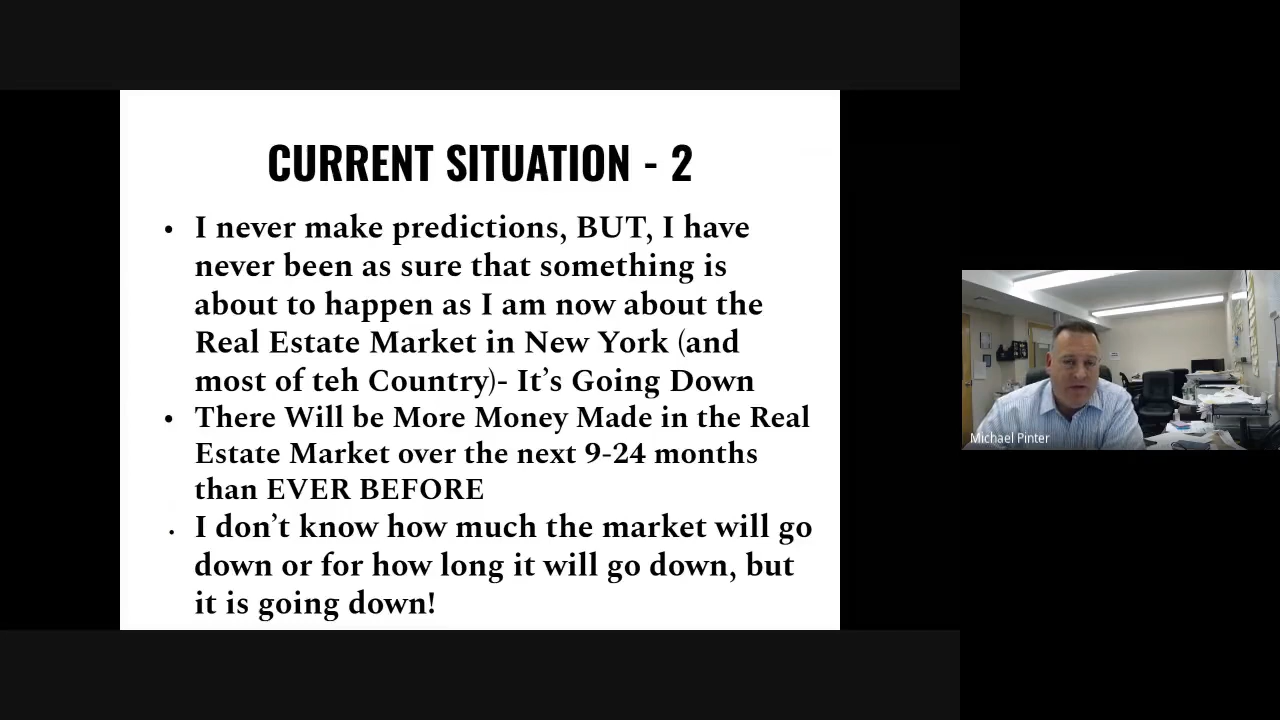 CURRENT SITUATION - 2
• I never make predictions, BUT, I have
never been as sure that something is
about to happen as I am now about the
Real Estate Market in New York (and
most of teh Country)- It’s Going Down
• There Will be More Money Made in the Real
Estate Market over the next 9-24 months
than EVER BEFORE
• I don’t know how much the market will go
down or for how long it will go down, but
it is going down!
Michael Pinter